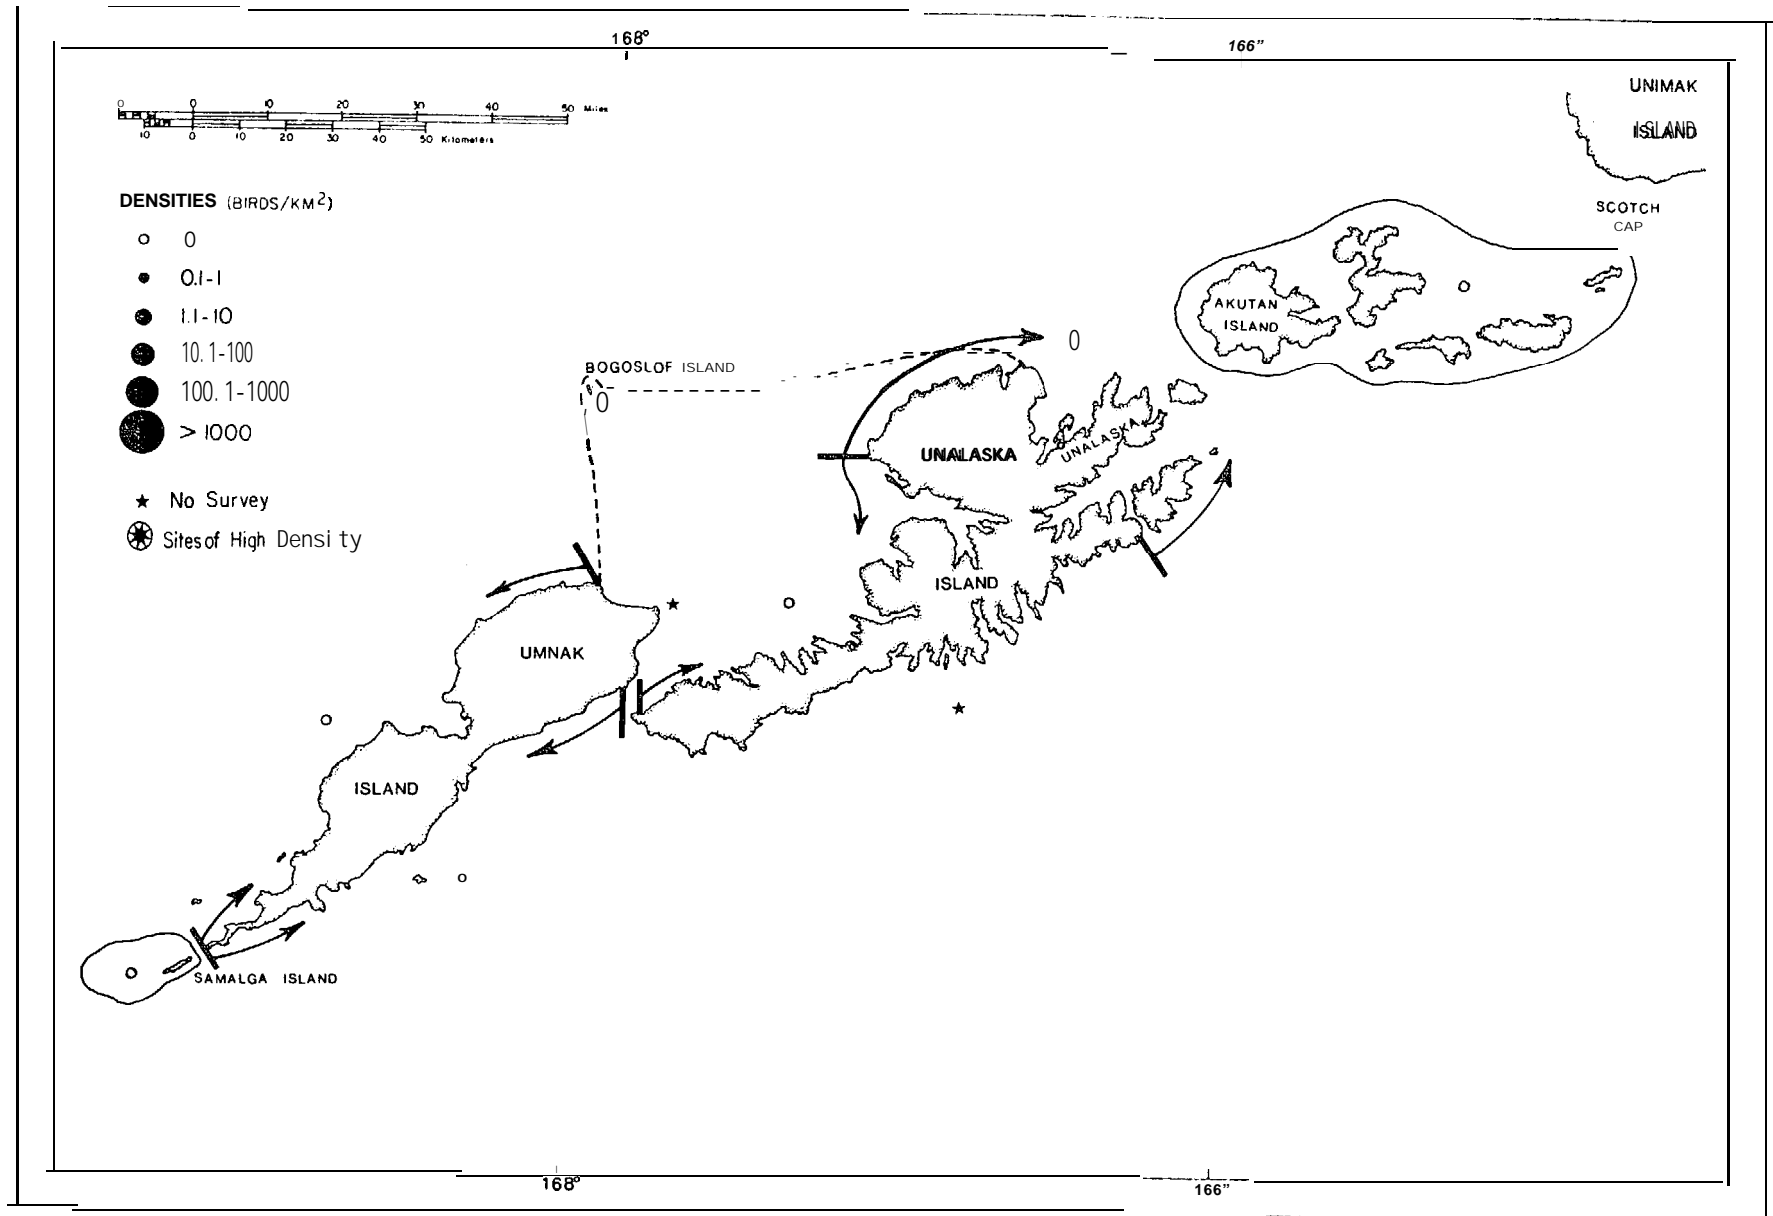 168°
166”
0 0 10 20 30 40 50 Miles
10 0 10 20 30 40 50 Kilometers
UNIMAK
ISLAND
DENSITIES (BIRDS/KM2)
0
0.1-1
1.1-10
10.1-100
100.1-1000
> 1000
No Survey
Sites of High Density
SCOTCH
CAP
AKUTAN
ISLAND
0
BOGOSLOF ISLAND
0
UNALASKA
UNALASKA
ISLAND
UMNAK
ISLAND
SAMALGA ISLAND
168°
166”